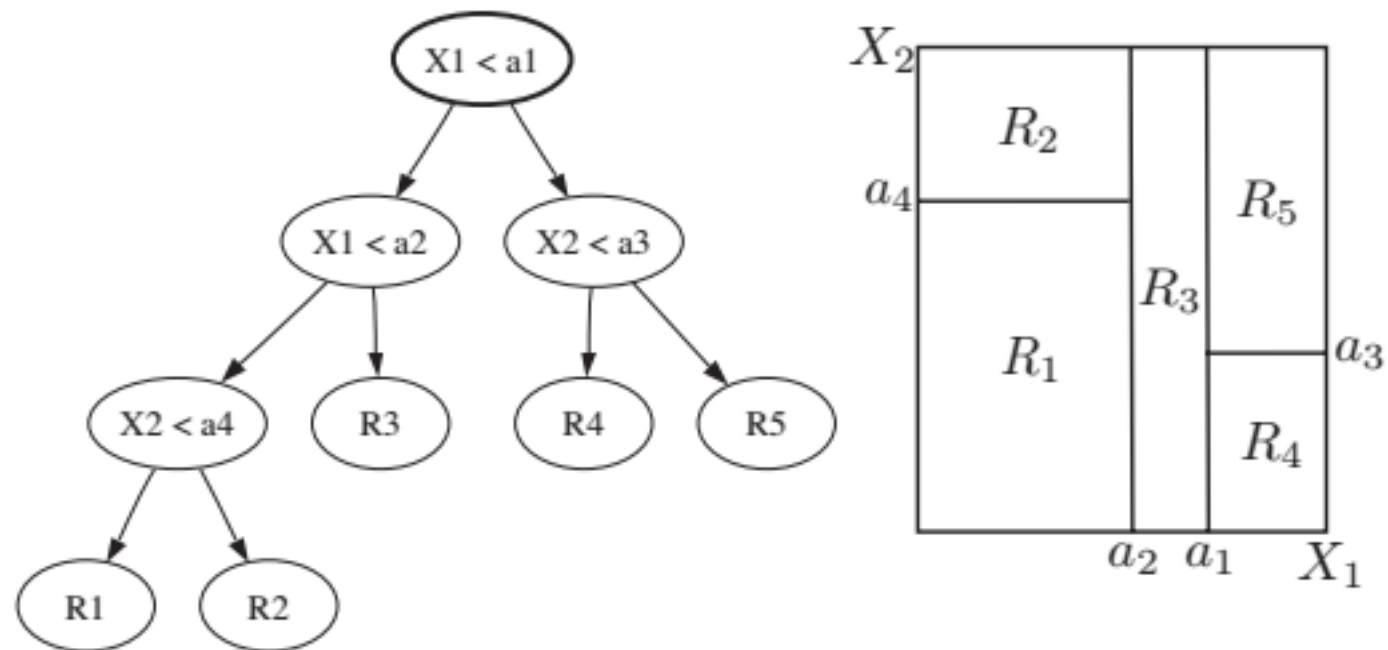 X1 < a1
X1 < a2
X2 < a3
X2 < a4
R3
R4
R5
R1
R2
X₂
R₂
a₄
R₅
R₃
R₁
a₃
R₄
a₂
a₁
X₁